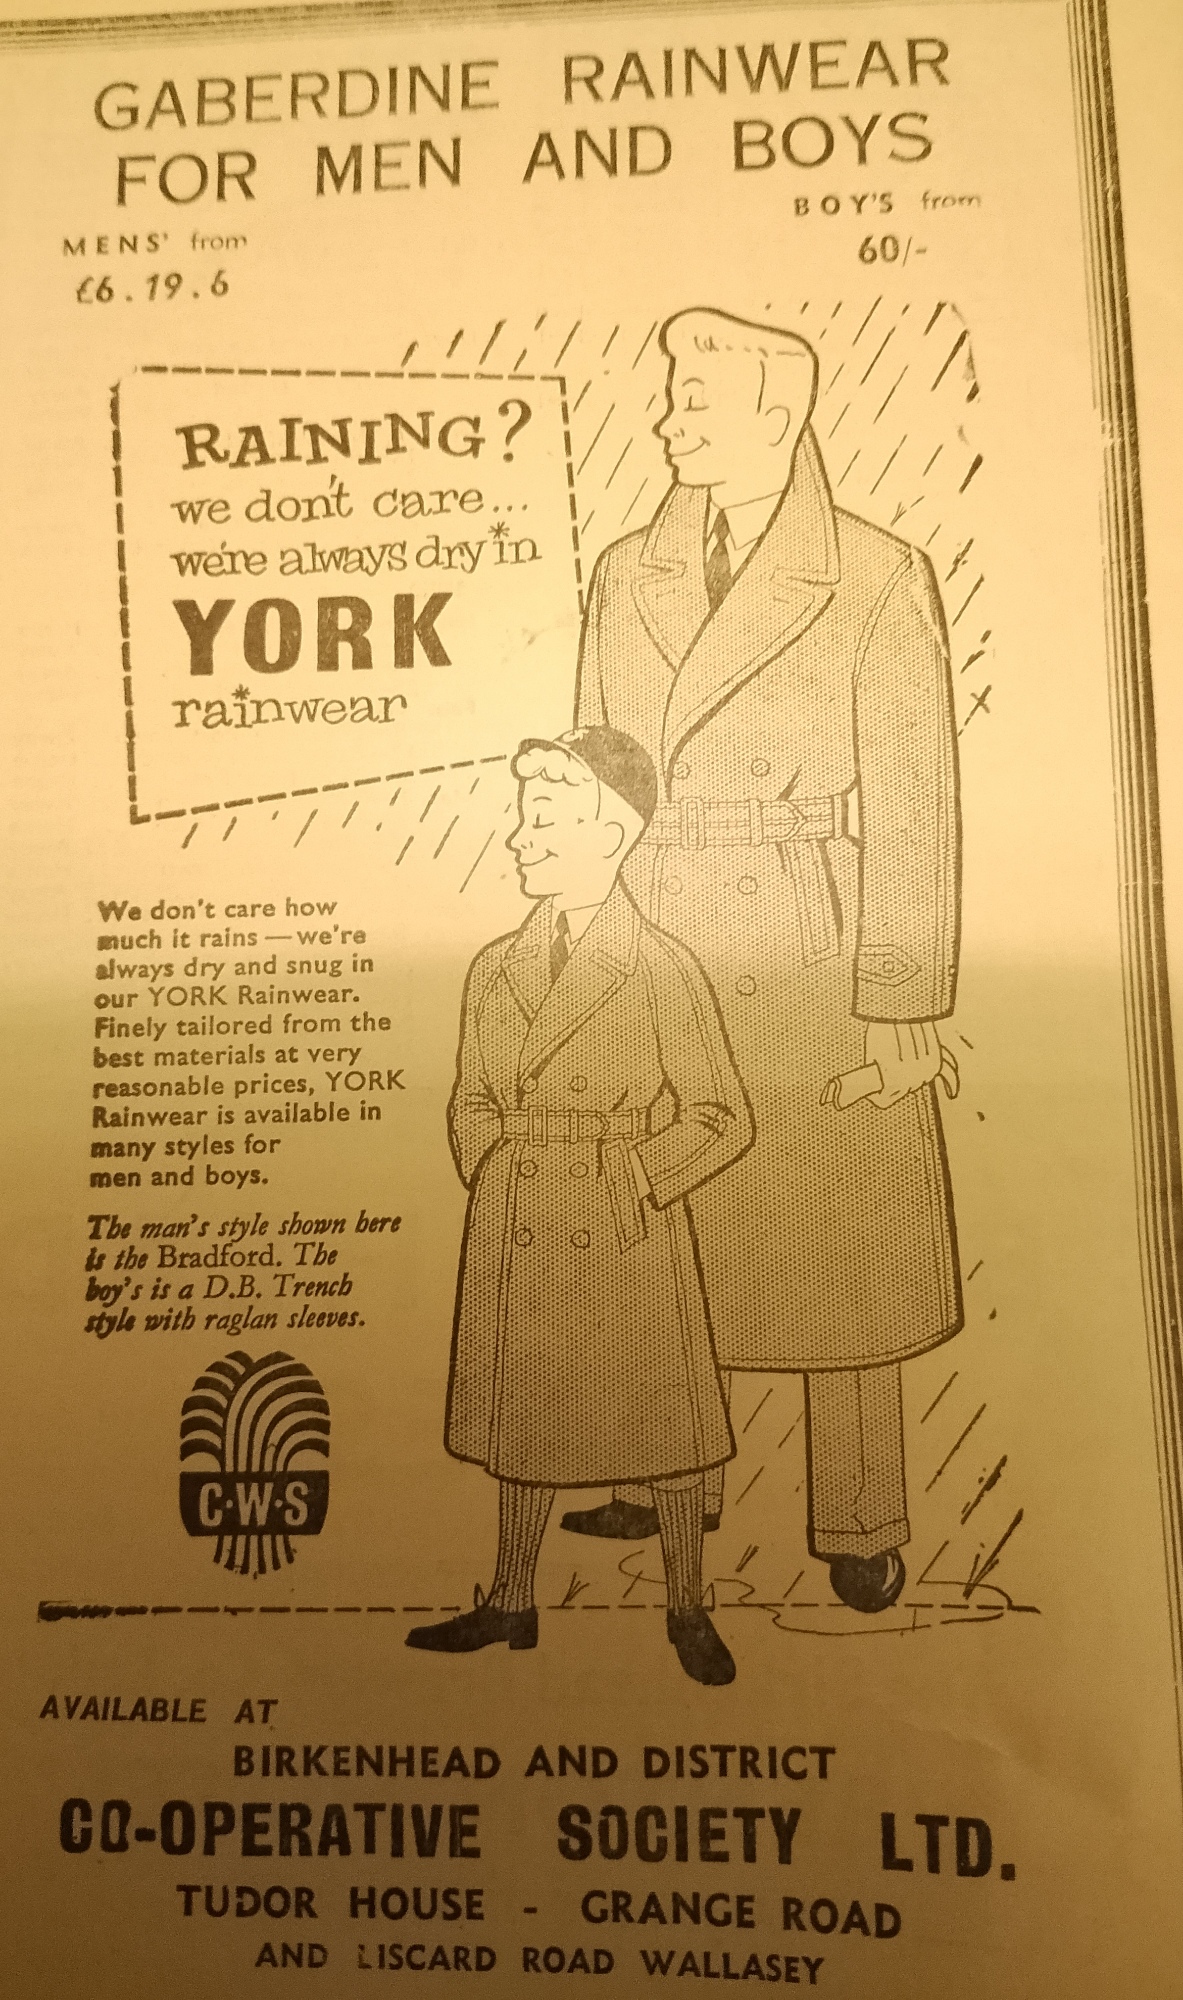 GABERDINE RAINWEAR
FOR MEN AND BOYS
MENS' from
£6.19.6
BOY'S from
60/-
RAINING?
we don't care...
we're always dry in
YORK
rainwear
We don't care how
much it rains — we're
always dry and snug in
our YORK Rainwear.
Finely tailored from the
best materials at very
reasonable prices, YORK
Rainwear is available in
many styles for
men and boys.
The man's style shown here
is the Bradford. The
boy's is a D.B. Trench
style with raglan sleeves.
C·W·S
AVAILABLE AT
BIRKENHEAD AND DISTRICT
CO-OPERATIVE SOCIETY LTD.
TUDOR HOUSE - GRANGE ROAD
AND LISCARD ROAD WALLASEY